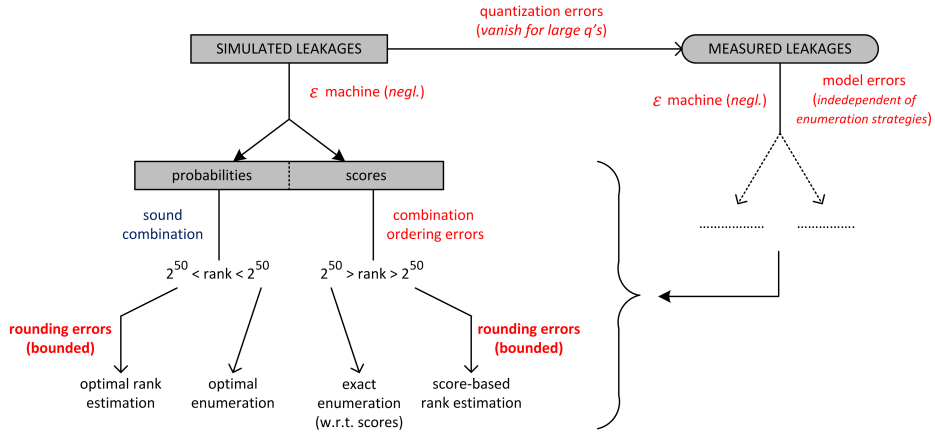 quantization errors
(vanish for large q's)
SIMULATED LEAKAGES
MEASURED LEAKAGES
ε machine (negl.)
ε machine (negl.)
model errors
(indedependent of
enumeration strategies)
probabilities
scores
sound
combination
combination
ordering errors
2^50 < rank < 2^50
2^50 > rank > 2^50
rounding errors
(bounded)
rounding errors
(bounded)
optimal rank
estimation
optimal
enumeration
exact
enumeration
(w.r.t. scores)
score-based
rank estimation